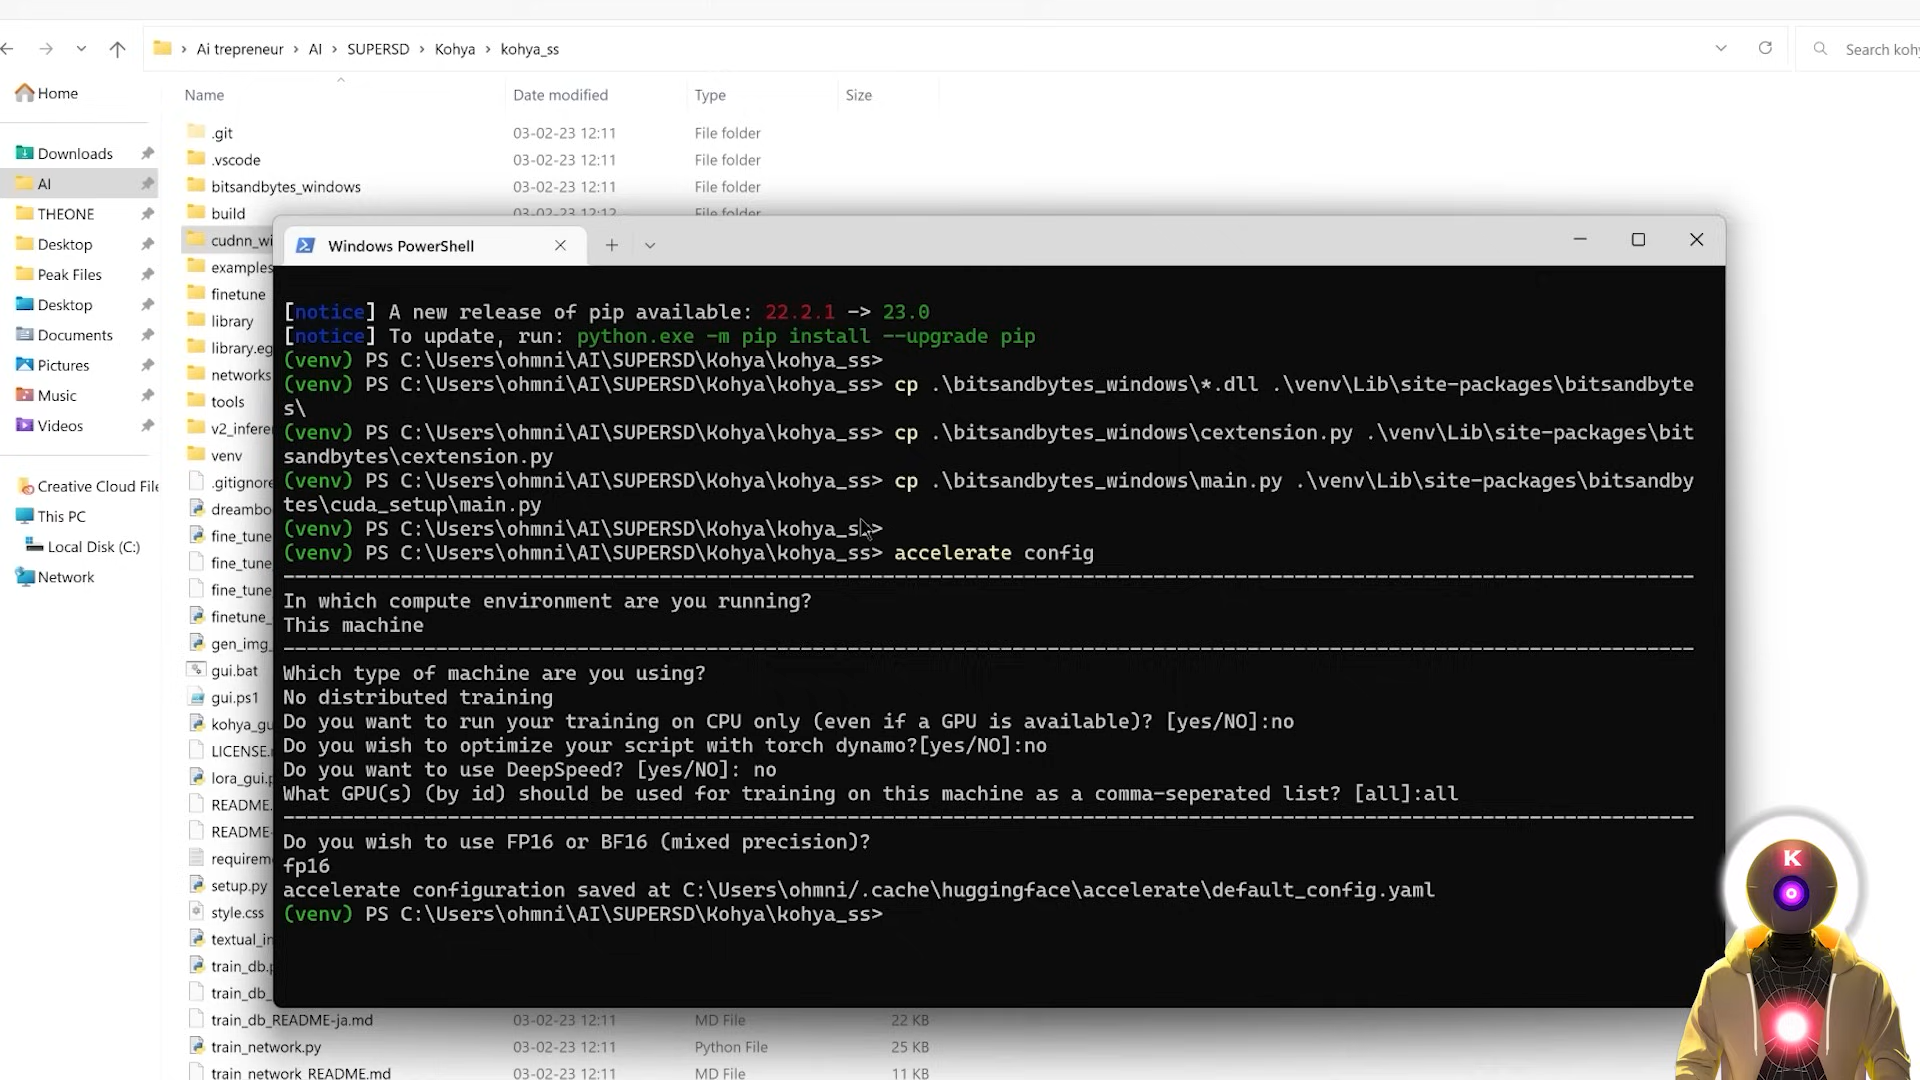 Ai trepreneur > AI > SUPERSD > Kohya > kohya_ss
Search kohy
Home
Downloads
AI
THEONE
Desktop
Peak Files
Desktop
Documents
Pictures
Music
Videos
Creative Cloud File
This PC
Local Disk (C:)
Network
Name Date modified Type Size
.git 03-02-23 12:11 File folder
.vscode 03-02-23 12:11 File folder
bitsandbytes_windows 03-02-23 12:11 File folder
build 03-02-23 12:12 File folder
cudnn_wi
examples
finetune
library
library.eg
networks
tools
v2_infere
venv
.gitignore
dreambo
fine_tune
fine_tune_
fine_tune_
finetune_
gen_img_
gui.bat
gui.ps1
kohya_gu
LICENSE.
lora_gui.p
README.
README-
requirem
setup.py
style.css
textual_in
train_db.p
train_db_
train_db_README-ja.md 03-02-23 12:11 MD File 22 KB
train_network.py 03-02-23 12:11 Python File 25 KB
train_network_README.md 03-02-23 12:11 MD File 11 KB
Windows PowerShell
[notice] A new release of pip available: 22.2.1 -> 23.0
[notice] To update, run: python.exe -m pip install --upgrade pip
(venv) PS C:\Users\ohmni\AI\SUPERSD\Kohya\kohya_ss>
(venv) PS C:\Users\ohmni\AI\SUPERSD\Kohya\kohya_ss> cp .\bitsandbytes_windows\*.dll .\venv\Lib\site-packages\bitsandbyte
s\
(venv) PS C:\Users\ohmni\AI\SUPERSD\Kohya\kohya_ss> cp .\bitsandbytes_windows\cextension.py .\venv\Lib\site-packages\bit
sandbytes\cextension.py
(venv) PS C:\Users\ohmni\AI\SUPERSD\Kohya\kohya_ss> cp .\bitsandbytes_windows\main.py .\venv\Lib\site-packages\bitsandby
tes\cuda_setup\main.py
(venv) PS C:\Users\ohmni\AI\SUPERSD\Kohya\kohya_ss>
(venv) PS C:\Users\ohmni\AI\SUPERSD\Kohya\kohya_ss> accelerate config
In which compute environment are you running?
This machine
Which type of machine are you using?
No distributed training
Do you want to run your training on CPU only (even if a GPU is available)? [yes/NO]:no
Do you wish to optimize your script with torch dynamo?[yes/NO]:no
Do you want to use DeepSpeed? [yes/NO]: no
What GPU(s) (by id) should be used for training on this machine as a comma-seperated list? [all]:all
Do you wish to use FP16 or BF16 (mixed precision)?
fp16
accelerate configuration saved at C:\Users\ohmni/.cache\huggingface\accelerate\default_config.yaml
(venv) PS C:\Users\ohmni\AI\SUPERSD\Kohya\kohya_ss>
K